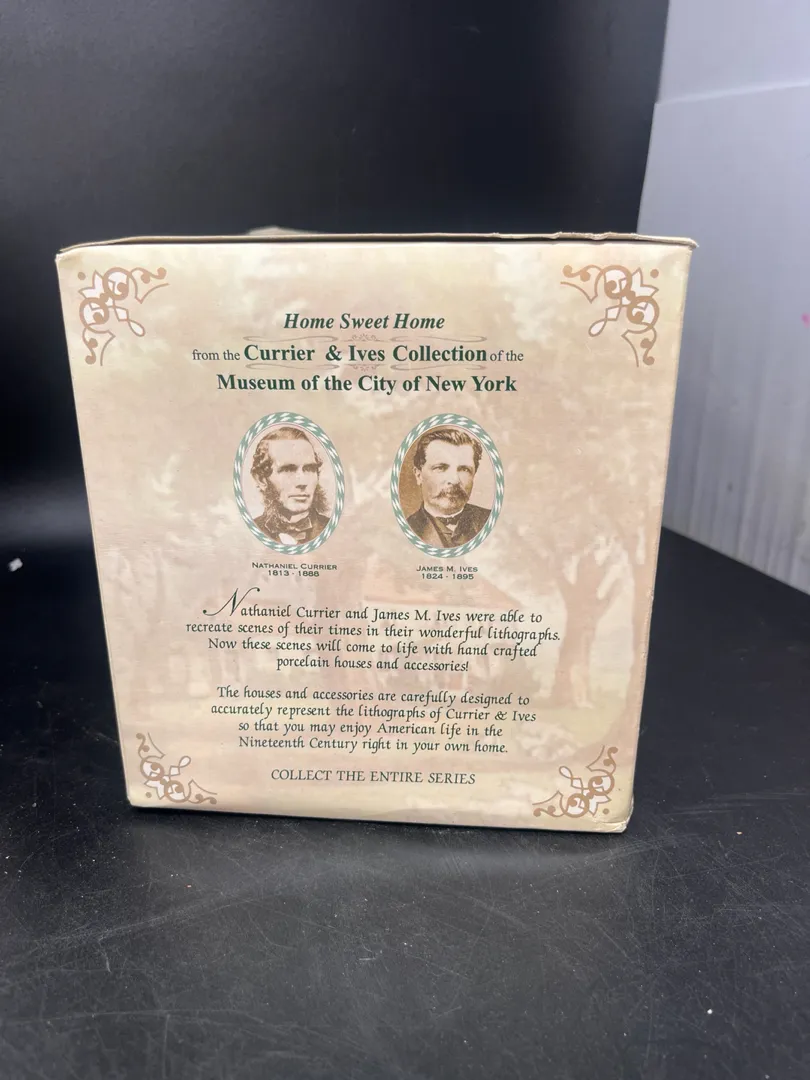 Home Sweet Home
from the Currier & Ives Collection of the
Museum of the City of New York
NATHANIEL CURRIER
1813 - 1888
JAMES M. IVES
1824 - 1895
Nathaniel Currier and James M. Ives were able to
recreate scenes of their times in their wonderful lithographs.
Now these scenes will come to life with hand crafted
porcelain houses and accessories!
The houses and accessories are carefully designed to
accurately represent the lithographs of Currier & Ives
so that you may enjoy American life in the
Nineteenth Century right in your own home.
COLLECT THE ENTIRE SERIES